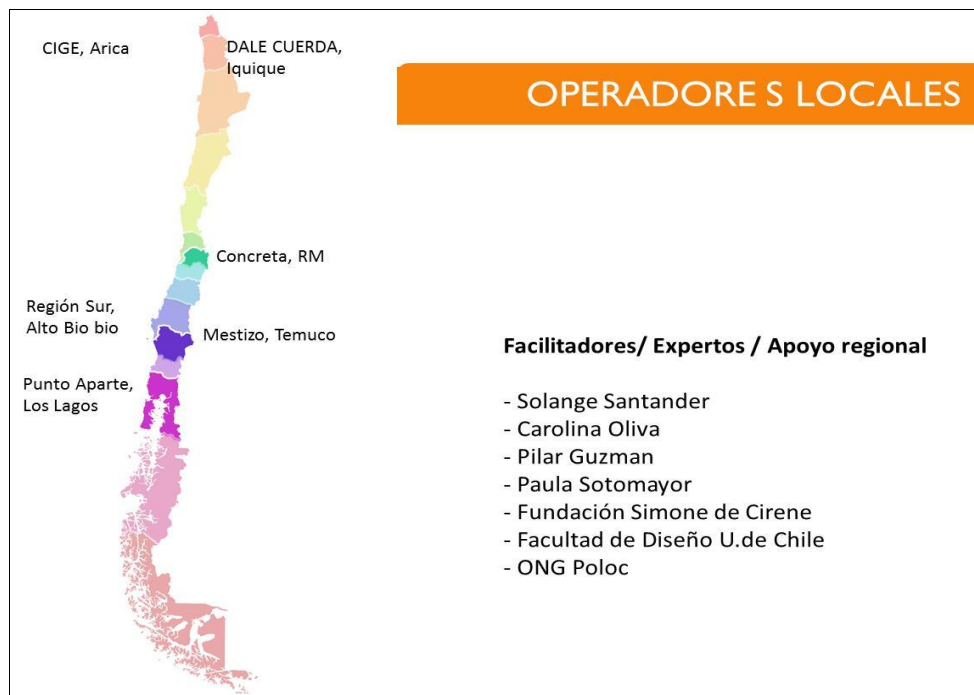 CIGE, Arica
DALE CUERDA,
Iquique
OPERADORE S LOCALES
Concreta, RM
Región Sur,
Alto Bio bio
Mestizo, Temuco
Punto Aparte,
Los Lagos
Facilitadores/ Expertos / Apoyo regional
- Solange Santander
- Carolina Oliva
- Pilar Guzman
- Paula Sotomayor
- Fundación Simone de Cirene
- Facultad de Diseño U.de Chile
- ONG Poloc